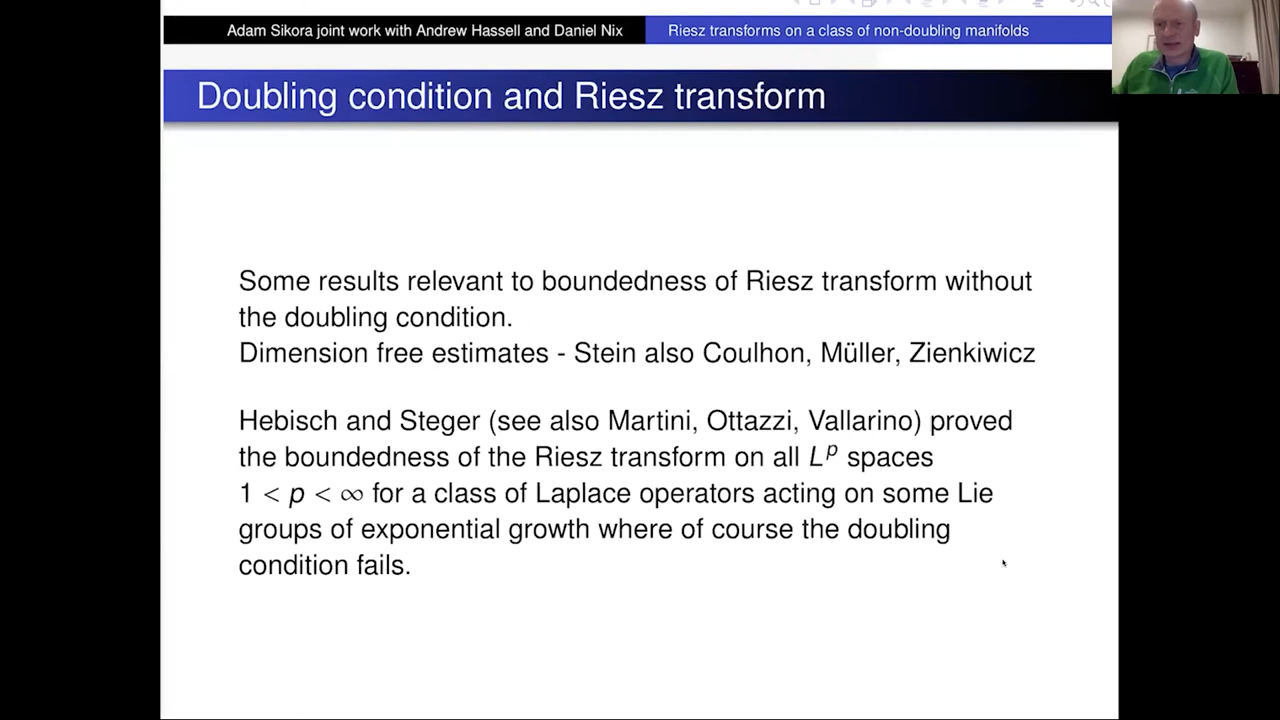 Adam Sikora joint work with Andrew Hassell and Daniel Nix
Riesz transforms on a class of non-doubling manifolds
Doubling condition and Riesz transform
Some results relevant to boundedness of Riesz transform without
the doubling condition.
Dimension free estimates - Stein also Coulhon, Müller, Zienkiwicz
Hebisch and Steger (see also Martini, Ottazzi, Vallarino) proved
the boundedness of the Riesz transform on all L^p spaces
1 < p < ∞ for a class of Laplace operators acting on some Lie
groups of exponential growth where of course the doubling
condition fails.